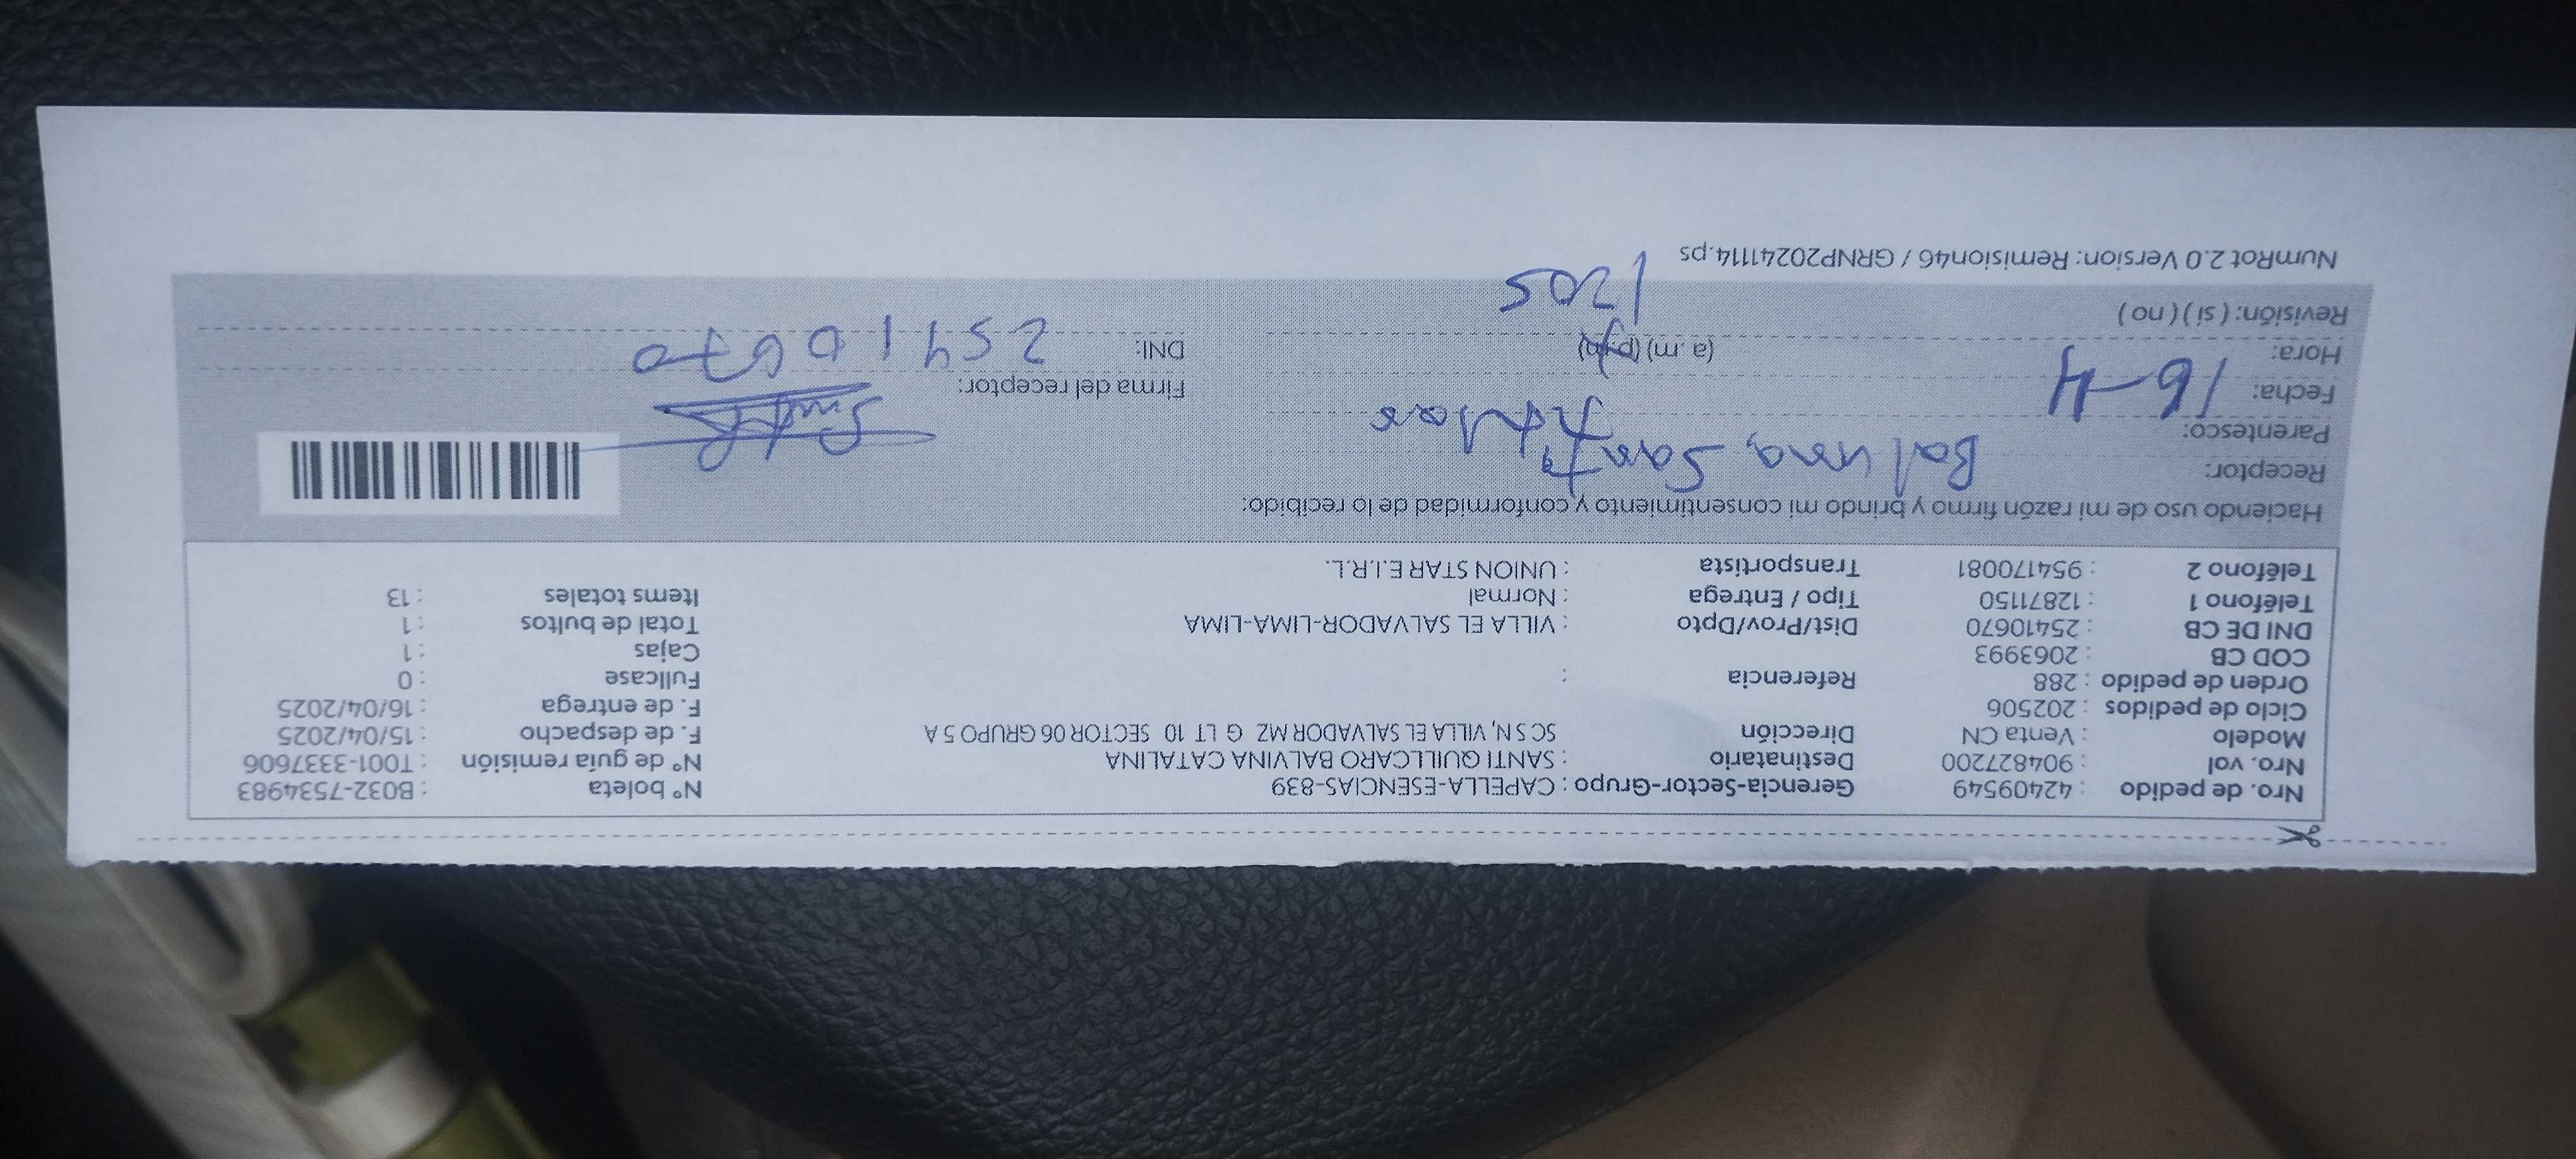 Nro. de pedido : 42409549 Gerencia-Sector-Grupo : CAPELLA-ESENCIAS-839 N° boleta : B032-7534983
Nro. vol : 904827200 Destinatario : SANTI QUILLCARO BALVINA CATALINA N° de guía remisión : T001-3337606
Modelo : Venta CN Dirección SC S N, VILLA EL SALVADOR MZ G LT 10 SECTOR 06 GRUPO 5 A F. de despacho : 15/04/2025
Ciclo de pedidos : 202506 F. de entrega : 16/04/2025
Orden de pedido : 288 Referencia : Fullcase : 0
COD CB : 2063993 Cajas : 1
DNI DE CB : 25410670 Dist/Prov/Dpto : VILLA EL SALVADOR-LIMA-LIMA Total de bultos : 1
Teléfono 1 : 12871150 Tipo / Entrega : Normal Items totales : 13
Teléfono 2 : 954170081 Transportista : UNION STAR E.I.R.L.
Haciendo uso de mi razón firmo y brindo mi consentimiento y conformidad de lo recibido:
Receptor:
Parentesco:
Fecha: 16-4 Firma del receptor:
Hora: (a.m) (p.m) DNI: 25410670
Revisión: ( si ) ( no ) 1205
NumRot 2.0 Version: Remision46 / GRNP20241114.ps